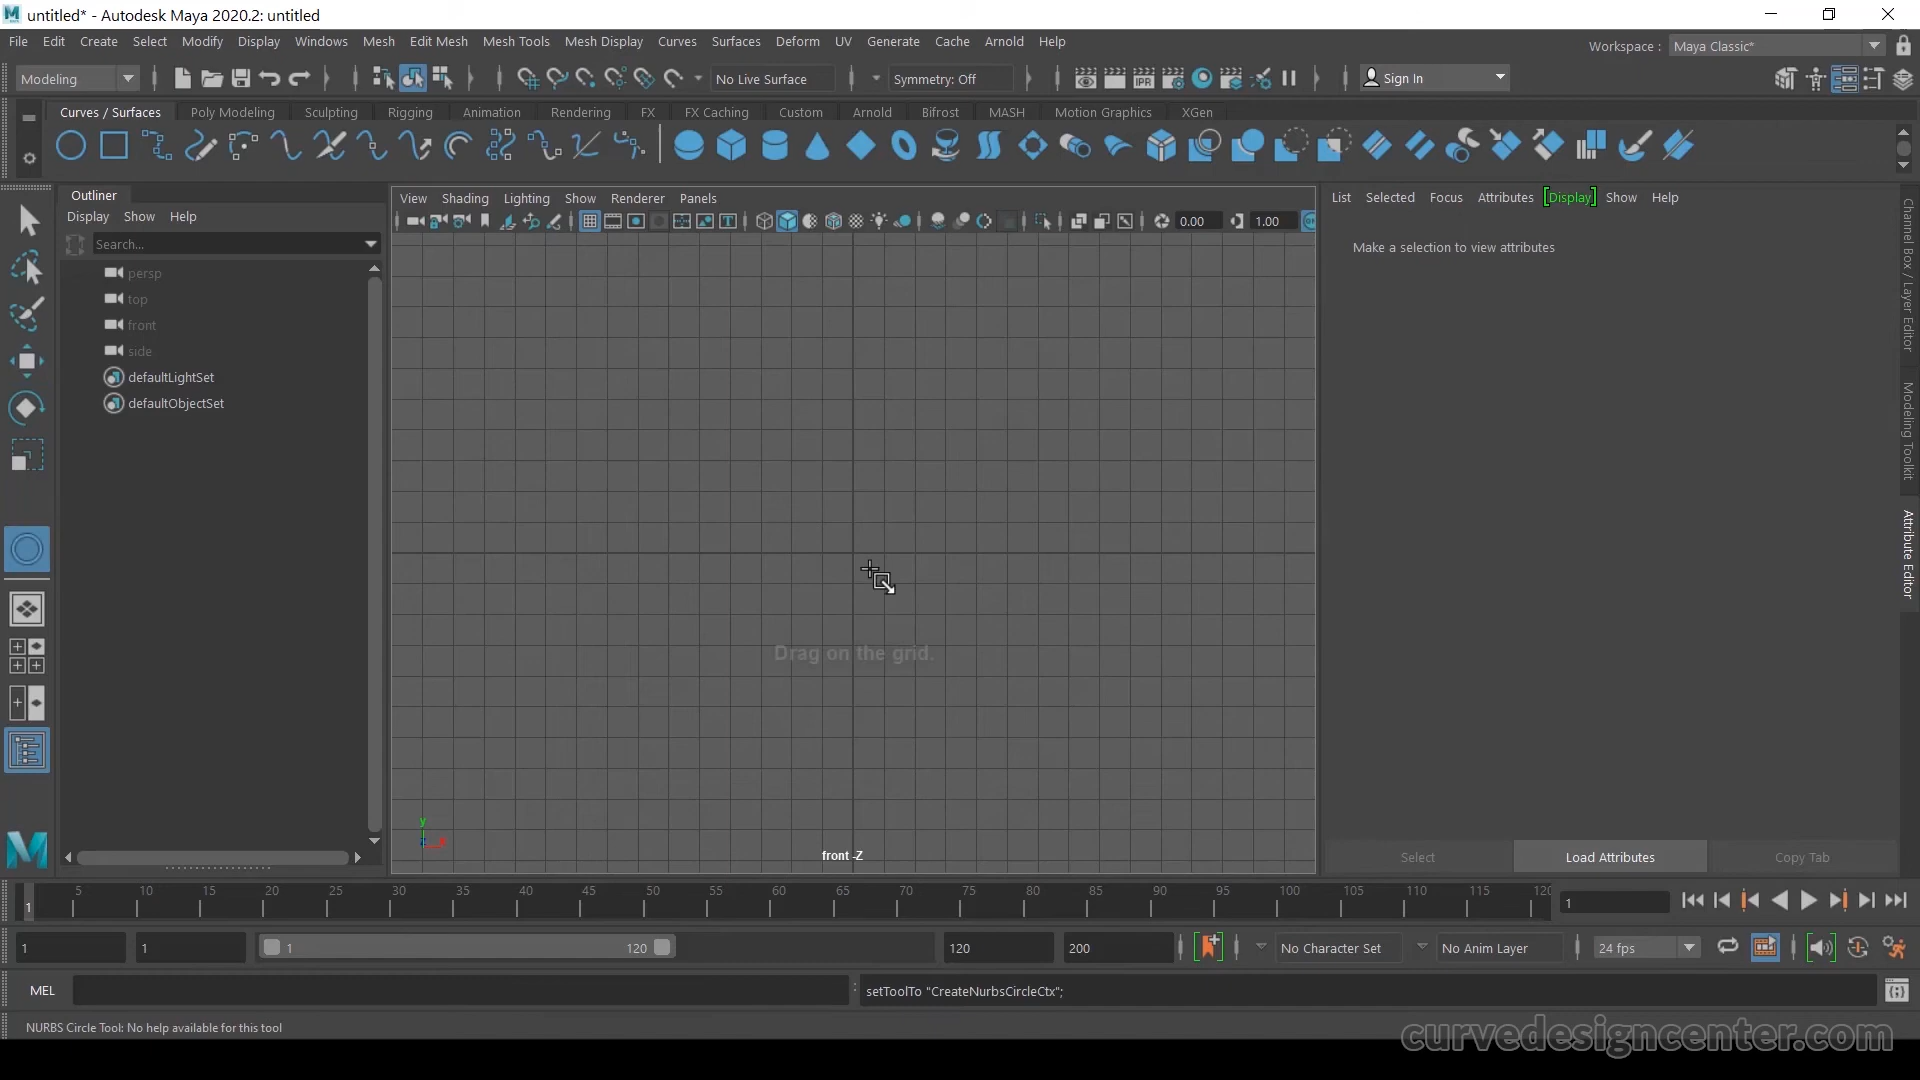 untitled* - Autodesk Maya 2020.2: untitled
File Edit Create Select Modify Display Windows Mesh Edit Mesh Mesh Tools Mesh Display Curves Surfaces Deform UV Generate Cache Arnold Help
Workspace : Maya Classic*
Modeling No Live Surface Symmetry: Off IPR Sign In
Curves / Surfaces Poly Modeling Sculpting Rigging Animation Rendering FX FX Caching Custom Arnold Bifrost MASH Motion Graphics XGen
Outliner
Display Show Help
Search...
persp
top
front
side
defaultLightSet
defaultObjectSet
View Shading Lighting Show Renderer Panels
0.00 1.00
Drag on the grid.
y
x
z
front -Z
List Selected Focus Attributes [Display] Show Help
Make a selection to view attributes
Channel Box / Layer Editor
Modeling Toolkit
Attribute Editor
Select Load Attributes Copy Tab
1 5 10 15 20 25 30 35 40 45 50 55 60 65 70 75 80 85 90 95 100 105 110 115 120 1
1 1 1 120 120 200 No Character Set No Anim Layer 24 fps
MEL setToolTo "CreateNurbsCircleCtx";
NURBS Circle Tool: No help available for this tool
curvedesigncenter.com